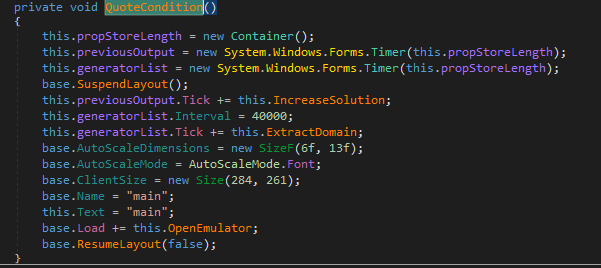 private void QuoteCondition()
{
this.propStoreLength = new Container();
this.previousOutput = new System.Windows.Forms.Timer(this.propStoreLength);
this.generatorList = new System.Windows.Forms.Timer(this.propStoreLength);
base.SuspendLayout();
this.previousOutput.Tick += this.IncreaseSolution;
this.generatorList.Interval = 40000;
this.generatorList.Tick += this.ExtractDomain;
base.AutoScaleDimensions = new SizeF(6f, 13f);
base.AutoScaleMode = AutoScaleMode.Font;
base.ClientSize = new Size(284, 261);
base.Name = "main";
this.Text = "main";
base.Load += this.OpenEmulator;
base.ResumeLayout(false);
}